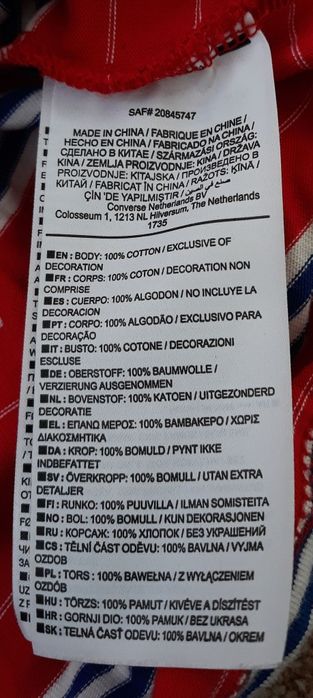 SAF# 20845747
MADE IN CHINA / FABRIQUE EN CHINE /
HECHO EN CHINA / FABRICADO NA CHINA /
СДЕЛАНО В КИТАЕ / SZÁRMAZÁSI ORSZÁG:
KINA / ZEMLJA PROIZVODNJE: KINA / DRŽAVA
PROIZVODNJE: KITAJSKA / ПРОИЗВЕДЕНО В
КИТАЙ / FABRICAT ÎN CHINA / RAŽOTS: ĶĪNĀ /
ÇİN 'DE YAPILMIŞTIR / صنع في الصين
Converse Netherlands BV
Colosseum 1, 1213 NL Hilversum, The Netherlands
1735
EN : BODY: 100% COTTON / EXCLUSIVE OF
DECORATION
FR : CORPS: 100% COTON / DECORATION NON
COMPRISE
ES : CUERPO: 100% ALGODON / NO INCLUYE LA
DECORACION
PT : CORPO: 100% ALGODÃO / EXCLUSIVO PARA
DECORAÇÃO
IT : BUSTO: 100% COTONE / DECORAZIONI
ESCLUSE
DE : OBERSTOFF: 100% BAUMWOLLE /
VERZIERUNG AUSGENOMMEN
NL : BOVENSTOF: 100% KATOEN / UITGEZONDERD
DECORATIE
EL : ΕΠΑΝΩ ΜΕΡΟΣ: 100% ΒΑΜΒΑΚΕΡΟ / ΧΩΡΙΣ
ΔΙΑΚΟΣΜΗΤΙΚΑ
DA : KROP: 100% BOMULD / PYNT IKKE
INDBEFATTET
SV : ÖVERKROPP: 100% BOMULL / UTAN EXTRA
DETALJER
FI : RUNKO: 100% PUUVILLA / ILMAN SOMISTEITA
NO : BOL: 100% BOMULL / KUN DEKORASJONEN
RU : КОРСАЖ: 100% ХЛОПОК / БЕЗ УКРАШЕНИЙ
CS : TĚLNÍ ČÁST ODĚVU: 100% BAVLNA / VYJMA
OZDOB
PL : TORS : 100% BAWEŁNA / Z WYŁĄCZENIEM
OZDÓB
HU : TÖRZS: 100% PAMUT / KIVÉVE A DÍSZÍTÉST
HR : GORNJI DIO: 100% PAMUK / BEZ UKRASA
SK : TELNÁ ČASŤ ODEVU: 100% BAVLNA / OKREM